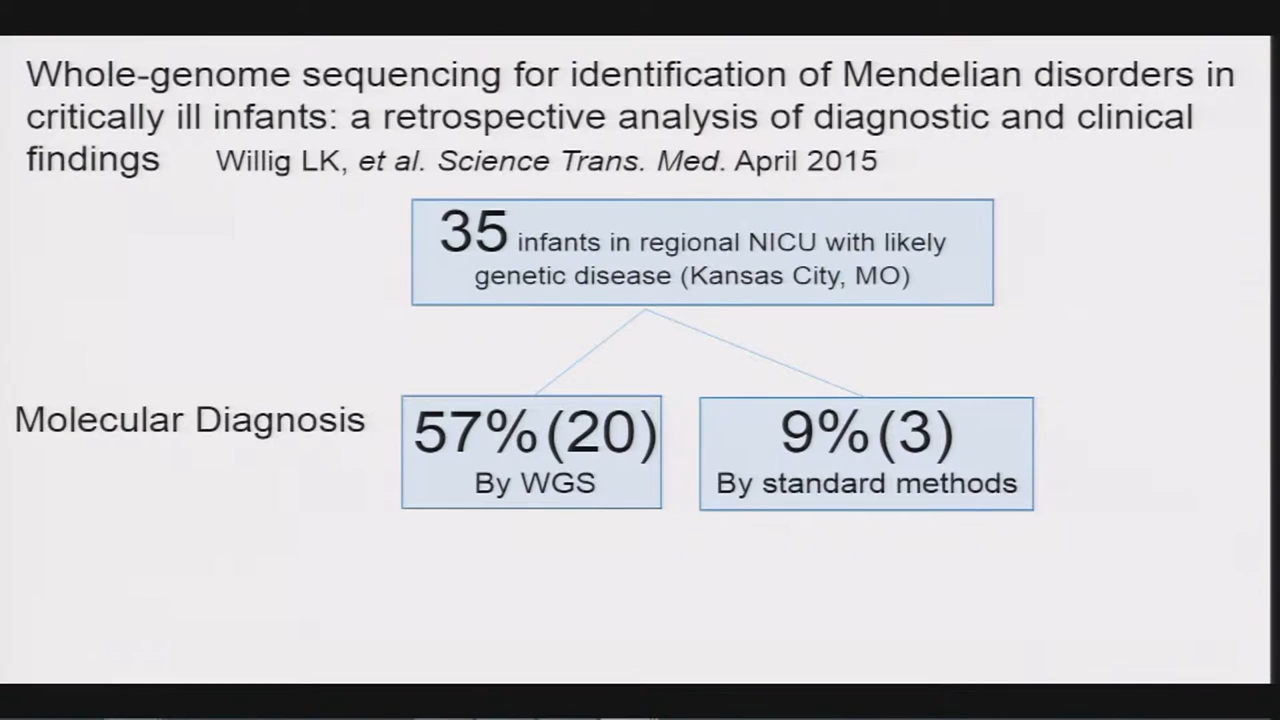 Whole-genome sequencing for identification of Mendelian disorders in
critically ill infants: a retrospective analysis of diagnostic and clinical
findings Willig LK, et al. Science Trans. Med. April 2015
35 infants in regional NICU with likely
genetic disease (Kansas City, MO)
Molecular Diagnosis
57%(20)
By WGS
9%(3)
By standard methods